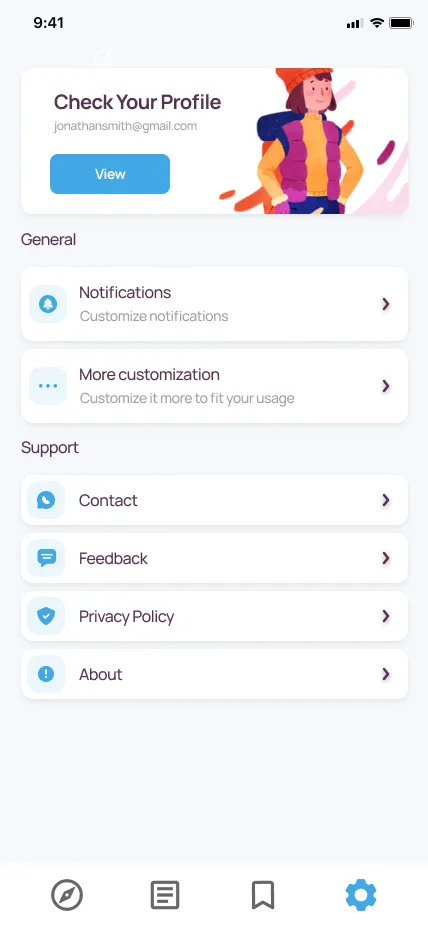 9:41
Check Your Profile
jonathansmith@gmail.com
View
General
Notifications
Customize notifications
More customization
Customize it more to fit your usage
Support
Contact
Feedback
Privacy Policy
About